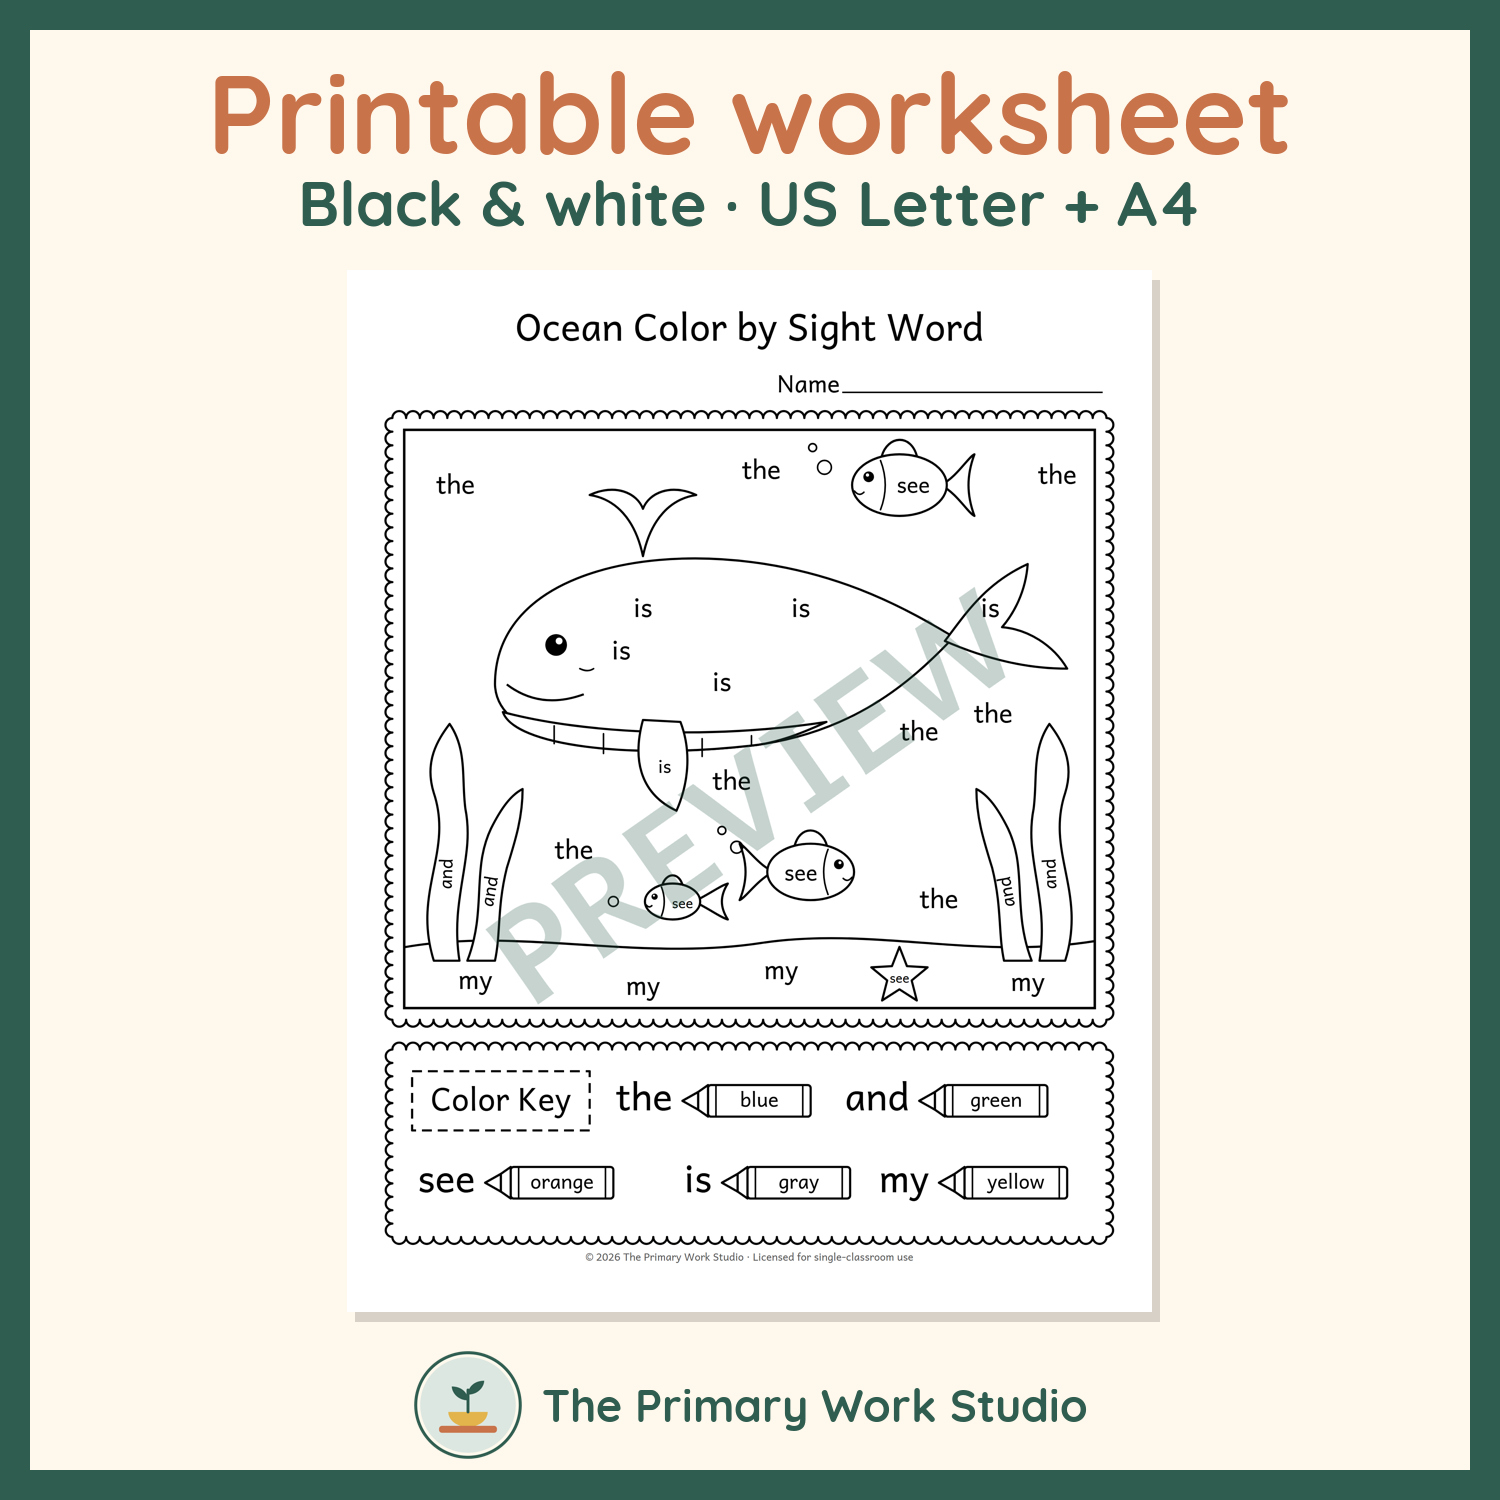 Printable worksheet
Black & white · US Letter + A4
Ocean Color by Sight Word
Name
the
the
see
the
is
is
is
is
is
the
the
is
the
the
and
and
see
see
the
and
and
my
my
my
see
my
PREVIEW
Color Key
the blue
and green
see orange
is gray
my yellow
© 2026 The Primary Work Studio · Licensed for single-classroom use
The Primary Work Studio